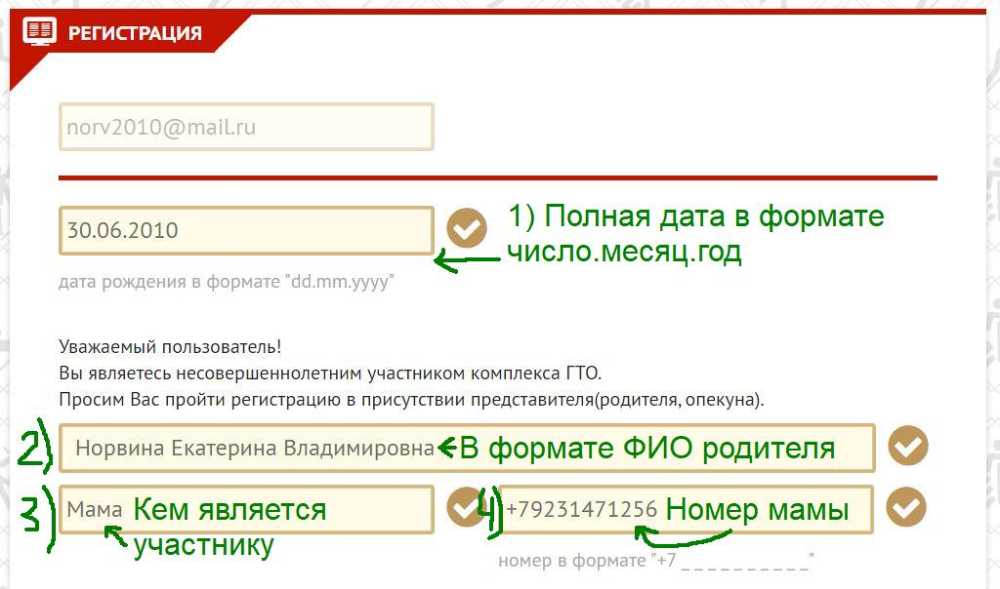 РЕГИСТРАЦИЯ
norv2010@mail.ru
30.06.2010
1) Полная дата в формате
число.месяц.год
дата рождения в формате "dd.mm.yyyy"
Уважаемый пользователь!
Вы являетесь несовершеннолетним участником комплекса ГТО.
Просим Вас пройти регистрацию в присутствии представителя(родителя, опекуна).
2) Норвина Екатерина Владимировна В формате ФИО родителя
3) Мама Кем является
участнику
4) +79231471256 Номер мамы
номер в формате "+7 _ _ _ _ _ _ _ _ _ _"